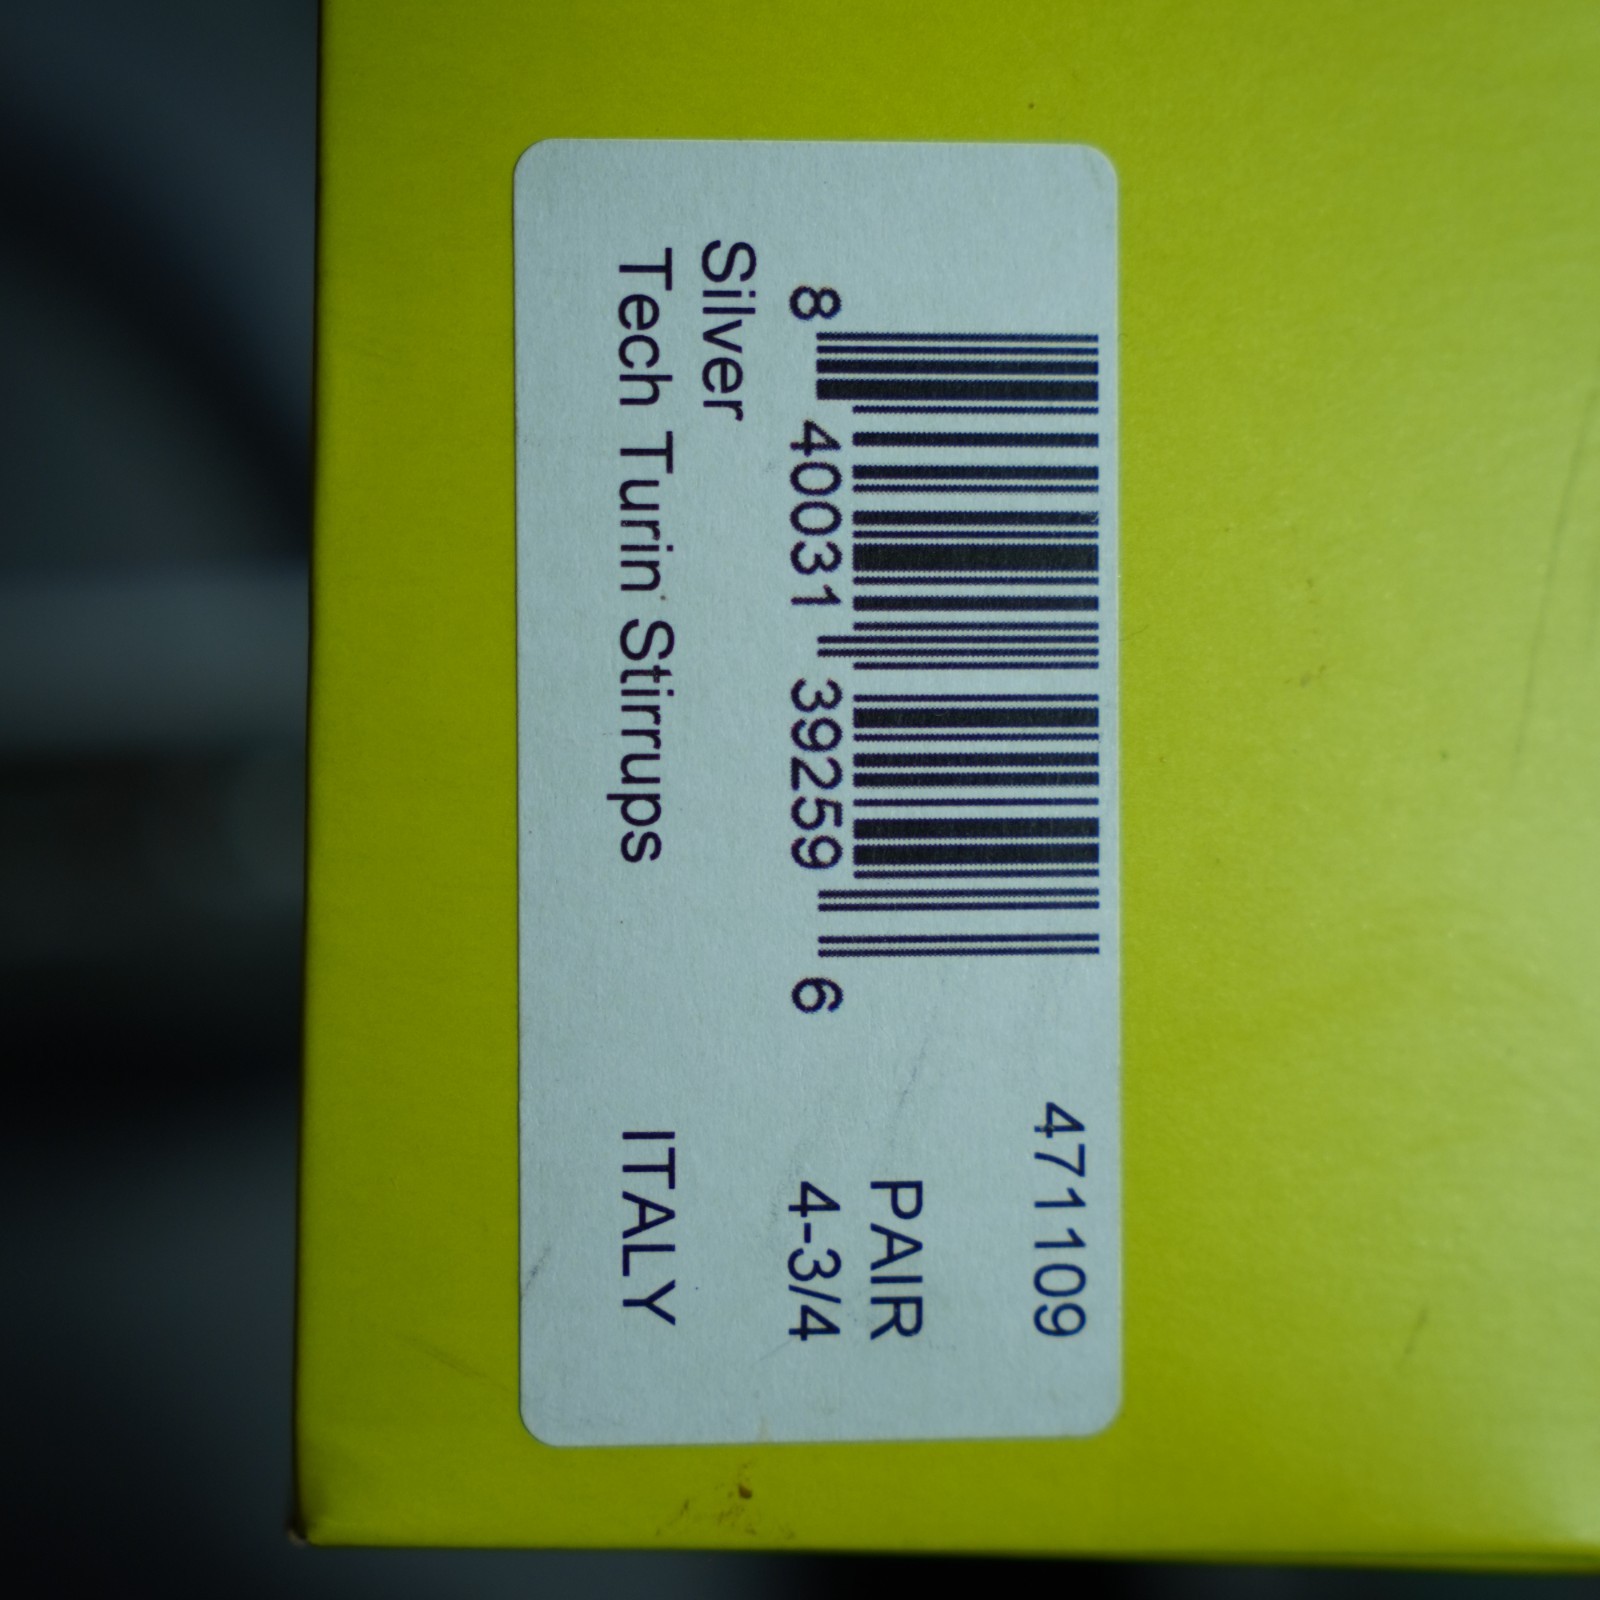 471109
PAIR
8 40031 39259 6
4-3/4
Silver
Tech Turin Stirrups
ITALY